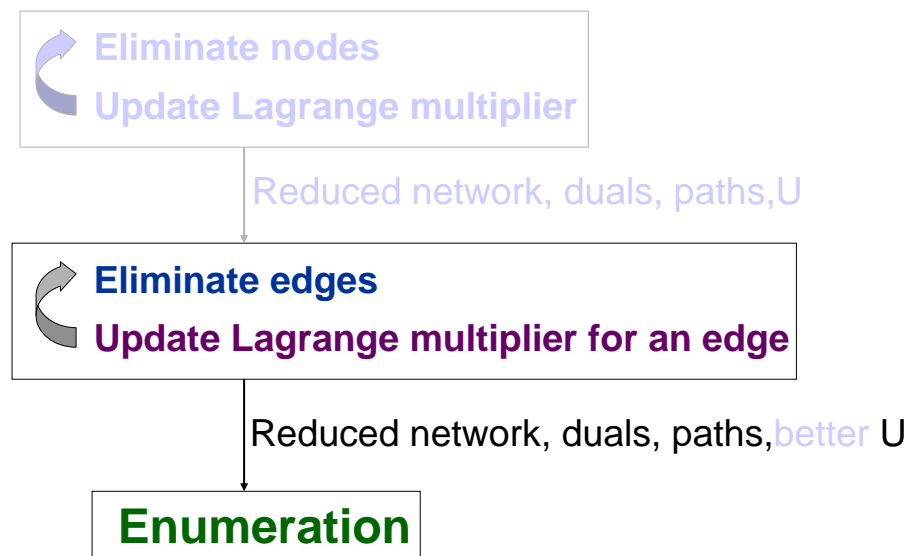 Eliminate nodes
Update Lagrange multiplier
Reduced network, duals, paths,U
Eliminate edges
Update Lagrange multiplier for an edge
Reduced network, duals, paths,better U
Enumeration